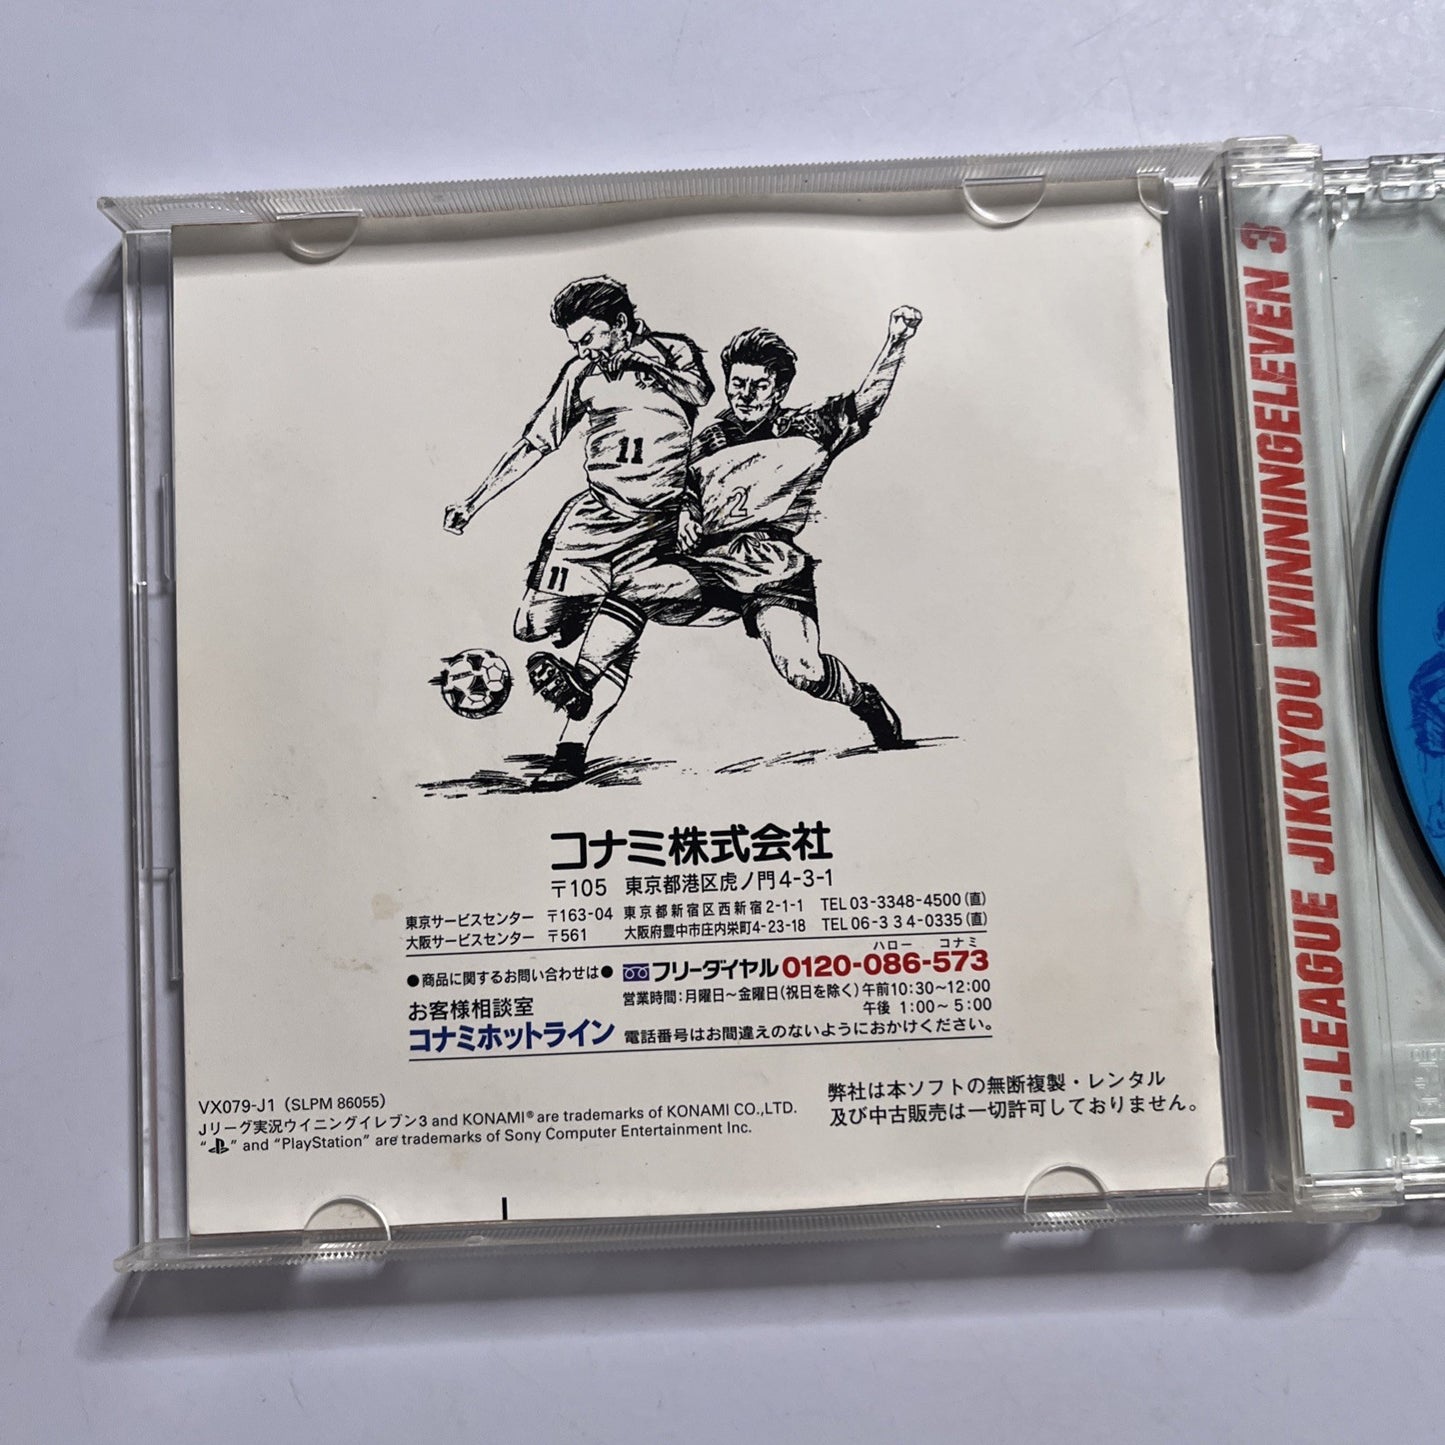 11
2
11
コナミ株式会社
〒105 東京都港区虎ノ門4-3-1
東京サービスセンター 〒163-04 東京都新宿区西新宿2-1-1 TEL 03-3348-4500(直)
大阪サービスセンター 〒561 大阪府豊中市庄内栄町4-23-18 TEL 06-334-0335(直)
ハロー コナミ
●商品に関するお問い合わせは● フリーダイヤル 0120-086-573
お客様相談室 営業時間:月曜日〜金曜日(祝日を除く)午前10:30〜12:00
午後 1:00〜5:00
コナミホットライン 電話番号はお間違えのないようにおかけください。
VX079-J1 (SLPM 86055)
Jリーグ実況ウイニングイレブン3 and KONAMI® are trademarks of KONAMI CO.,LTD.
"PS" and "PlayStation" are trademarks of Sony Computer Entertainment Inc.
弊社は本ソフトの無断複製・レンタル
及び中古販売は一切許可しておりません。
J.LEAGUE JIKKYOU WINNINGELEVEN 3